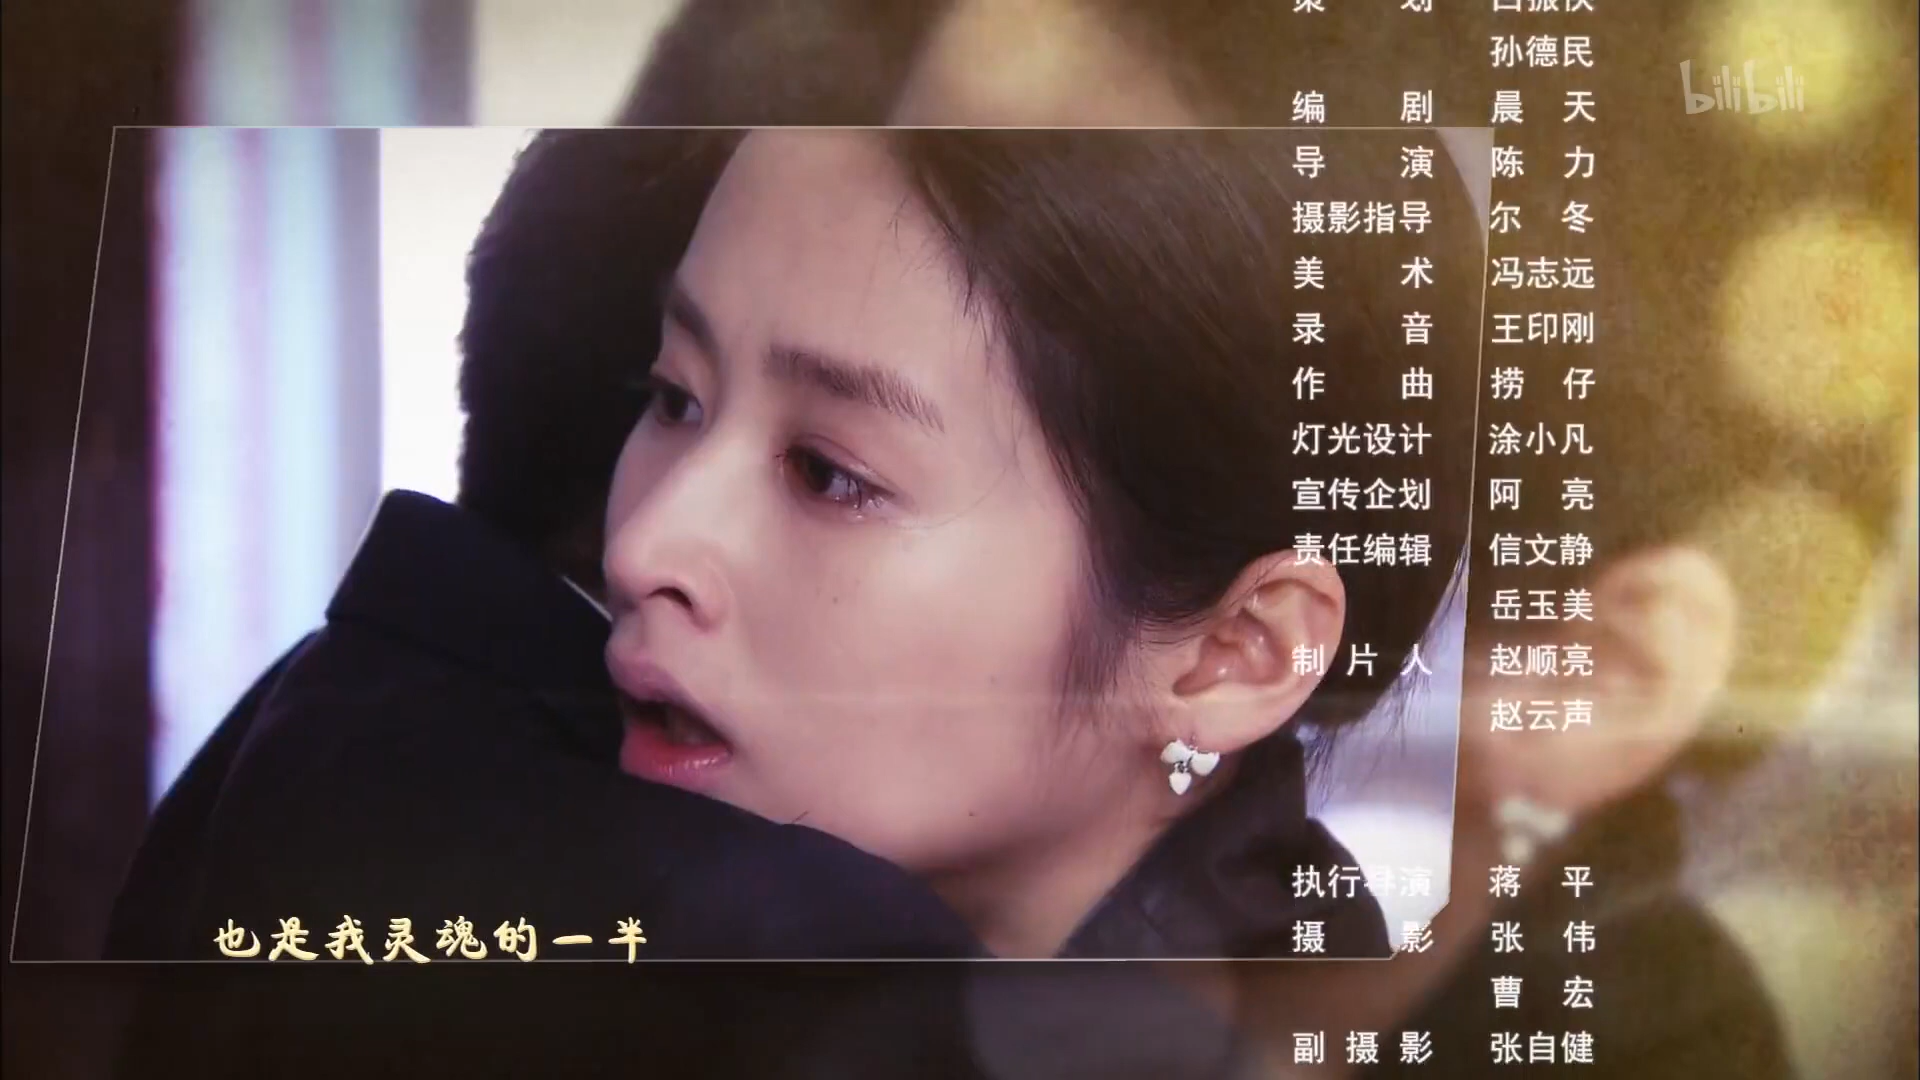 孙德民
bilibili
编剧 晨天
导演 陈力
摄影指导 尔冬
美术 冯志远
录音 王印刚
作曲 捞仔
灯光设计 涂小凡
宣传企划 阿亮
责任编辑 信文静
岳玉美
制片人 赵顺亮
赵云声
执行导演 蒋平
摄影 张伟
曹宏
副摄影 张自健
也是我灵魂的一半